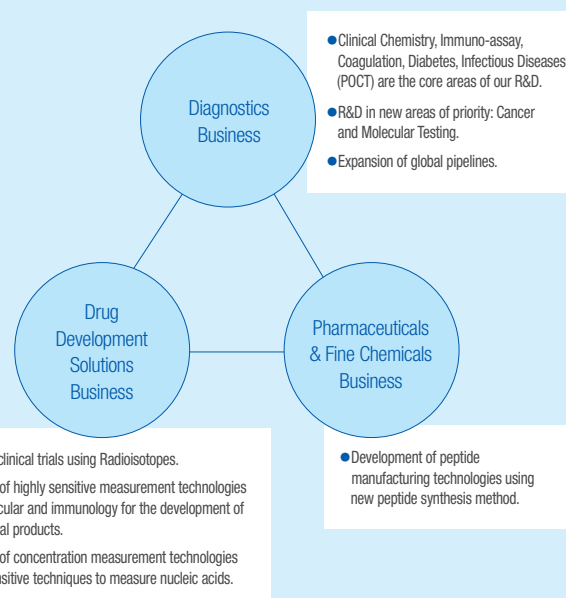 Diagnostics
Business
●Clinical Chemistry, Immuno-assay,
Coagulation, Diabetes, Infectious Diseases
(POCT) are the core areas of our R&D.
●R&D in new areas of priority: Cancer
and Molecular Testing.
●Expansion of global pipelines.
Drug
Development
Solutions
Business
Pharmaceuticals
& Fine Chemicals
Business
clinical trials using Radioisotopes.
of highly sensitive measurement technologies
and immunology for the development of
products.
of concentration measurement technologies
techniques to measure nucleic acids.
●Development of peptide
manufacturing technologies using
new peptide synthesis method.